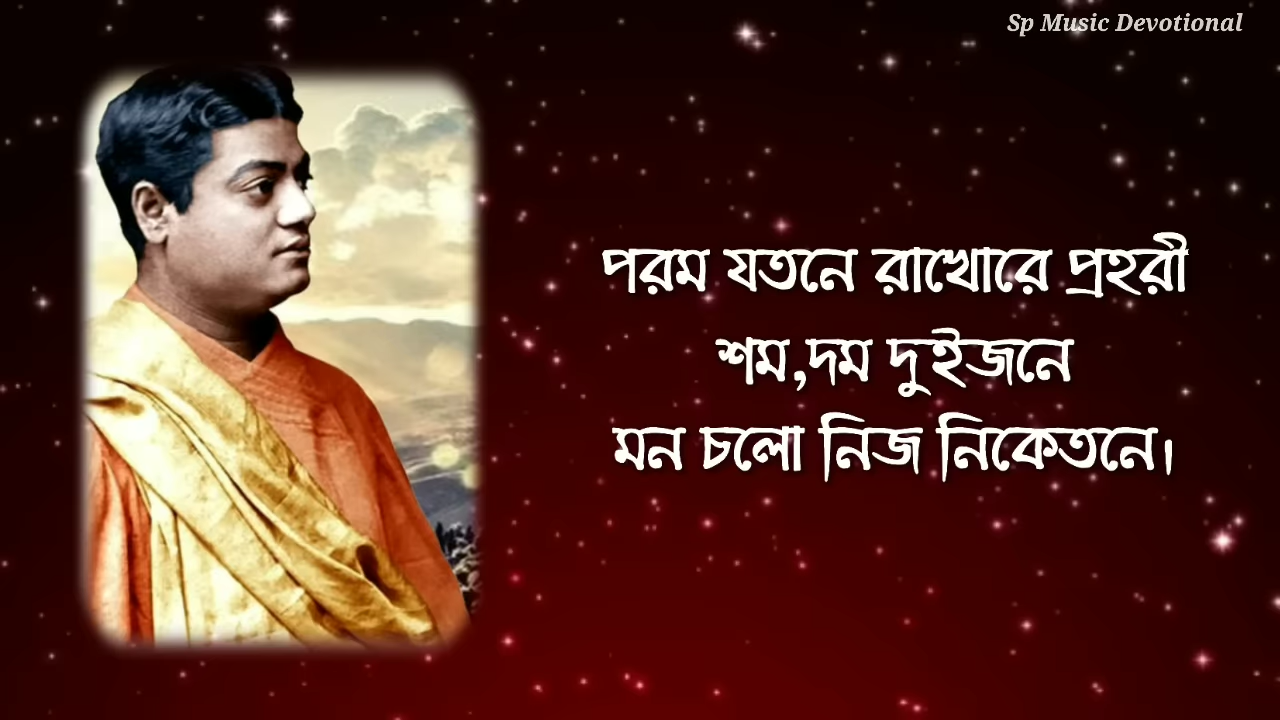 Sp Music Devotional
পরম যতনে রাখোরে প্রহরী
শম,দম দুইজনে
মন চলো নিজ নিকেতনে।